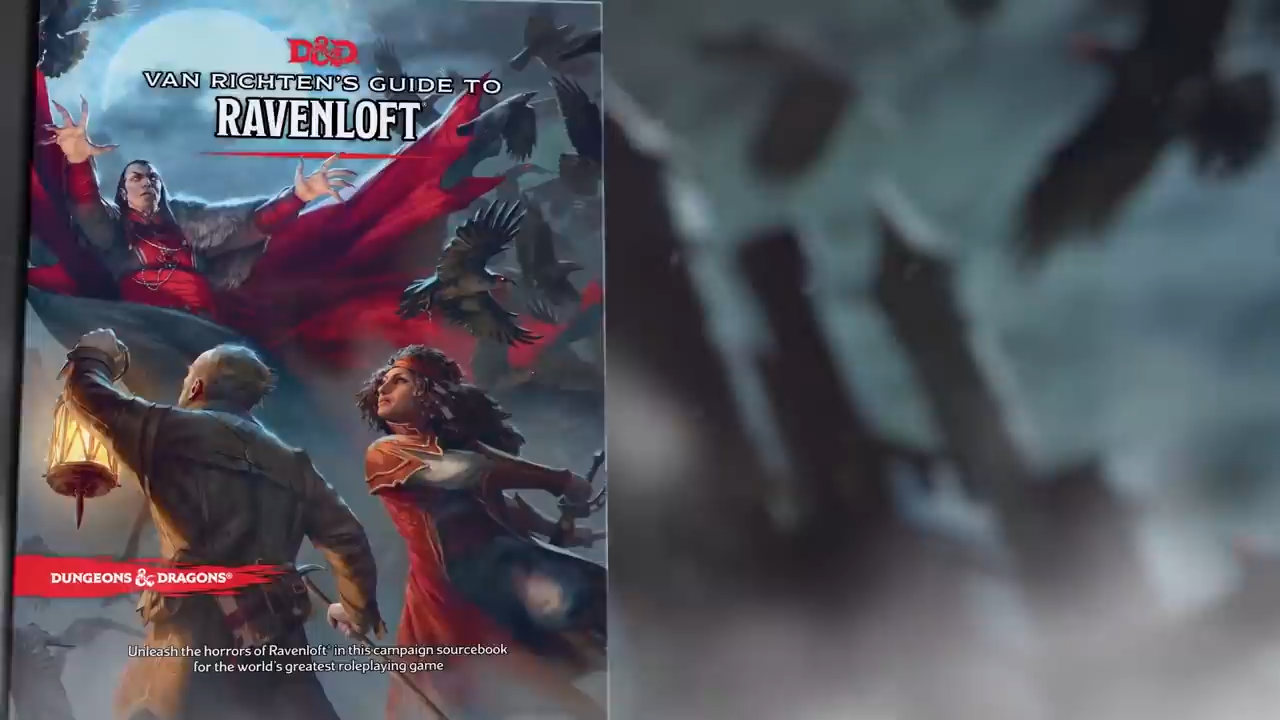 D&D
VAN RICHTEN'S GUIDE TO
RAVENLOFT
DUNGEONS & DRAGONS®
Unleash the horrors of Ravenloft® in this campaign sourcebook
for the world's greatest roleplaying game